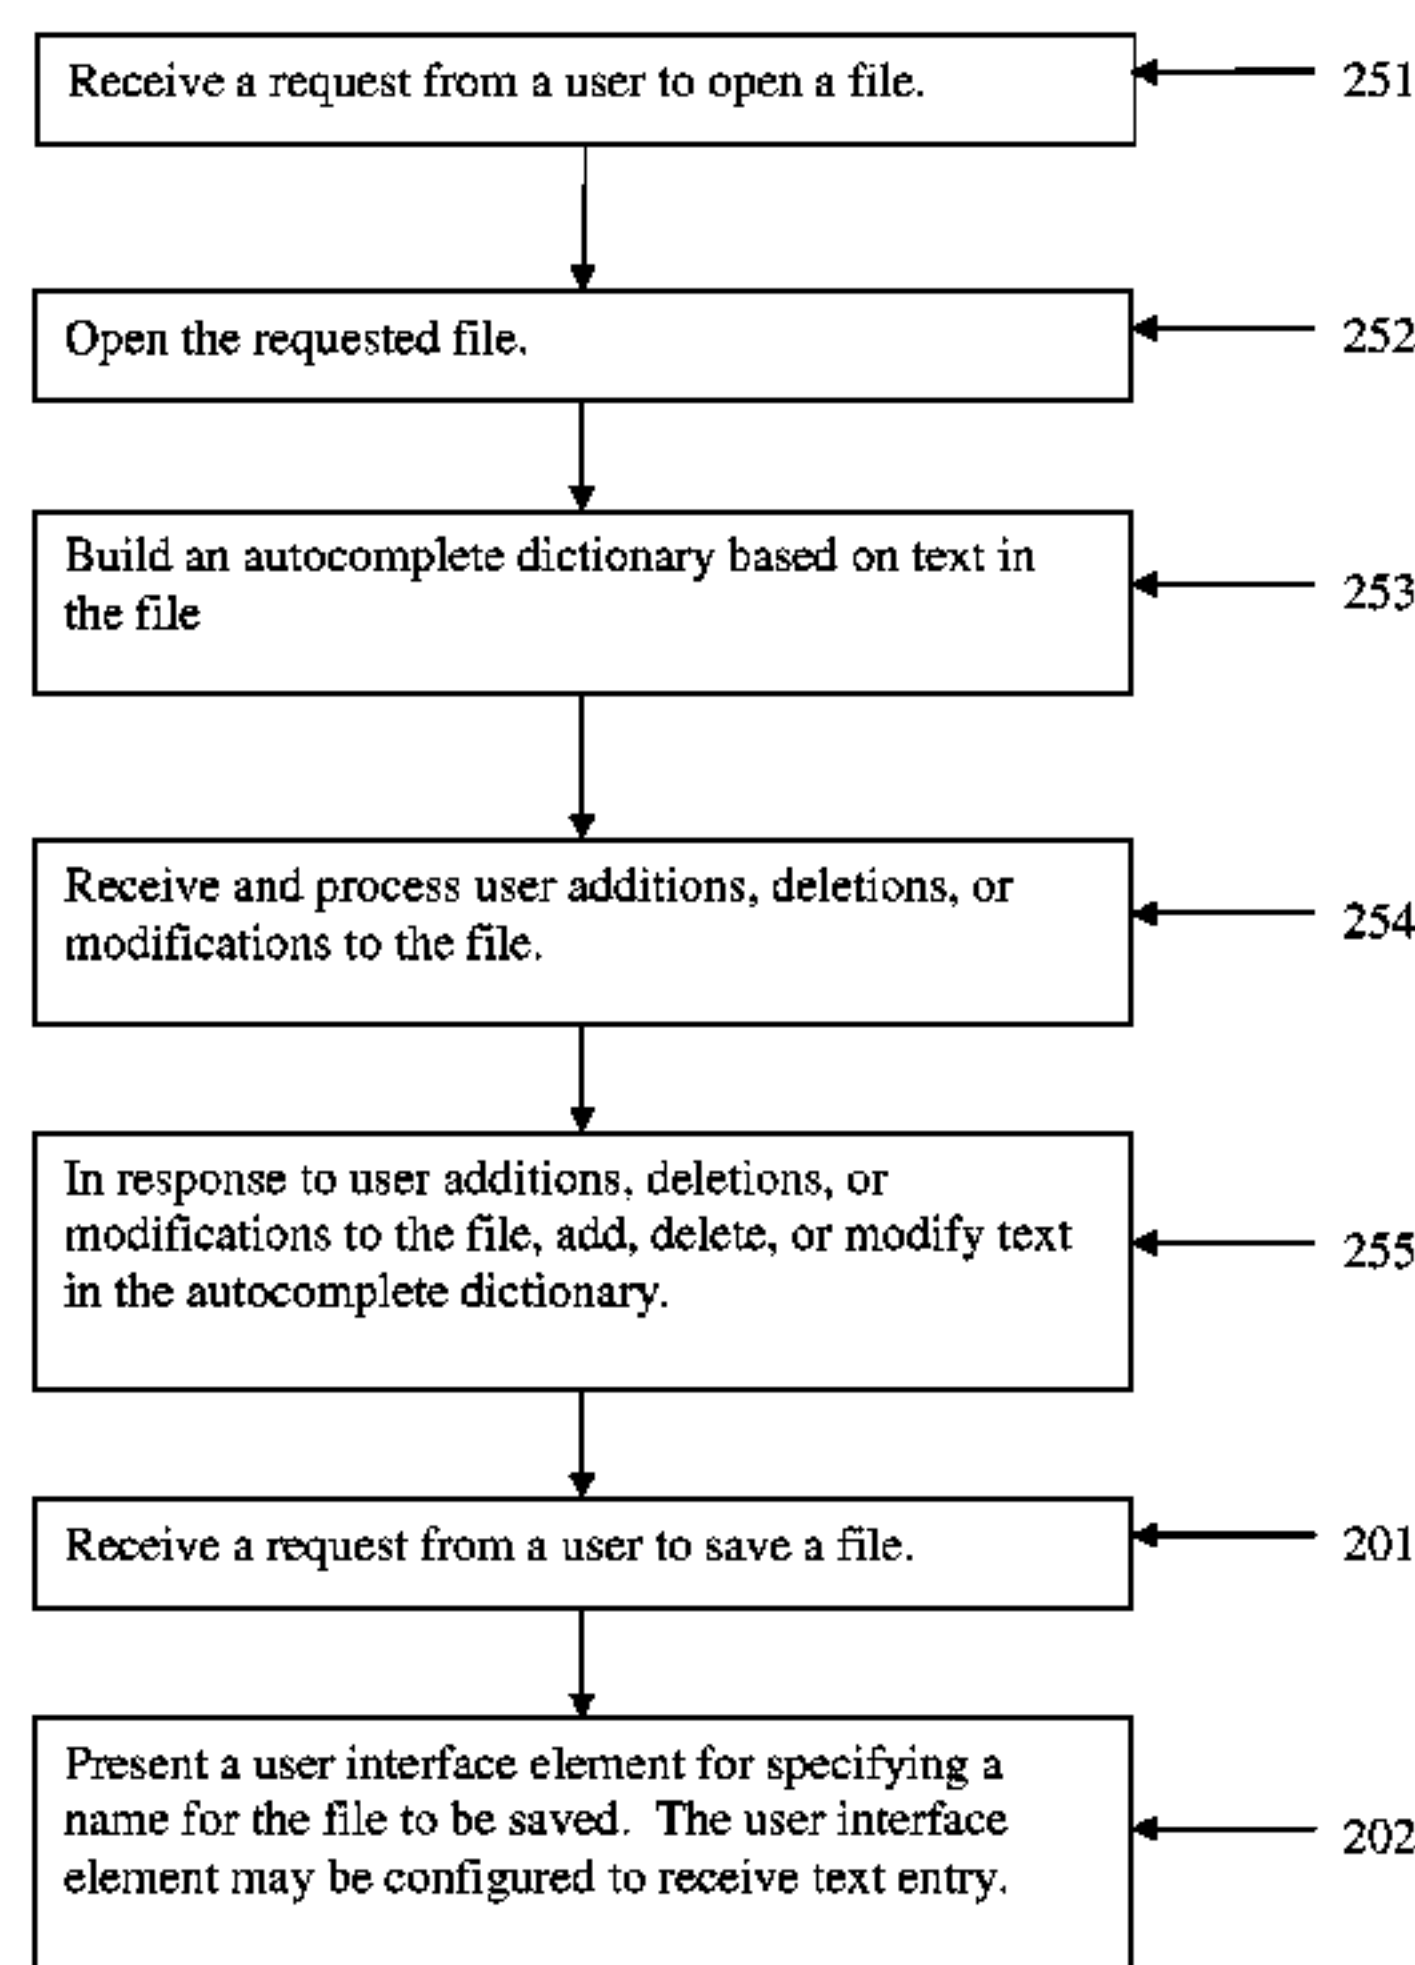 Receive a request from a user to open a file.
251
Open the requested file.
252
Build an autocomplete dictionary based on text in
the file
253
Receive and process user additions, deletions, or
modifications to the file.
254
In response to user additions, deletions, or
modifications to the file, add, delete, or modify text
in the autocomplete dictionary.
255
Receive a request from a user to save a file.
201
Present a user interface element for specifying a
name for the file to be saved.  The user interface
element may be configured to receive text entry.
202